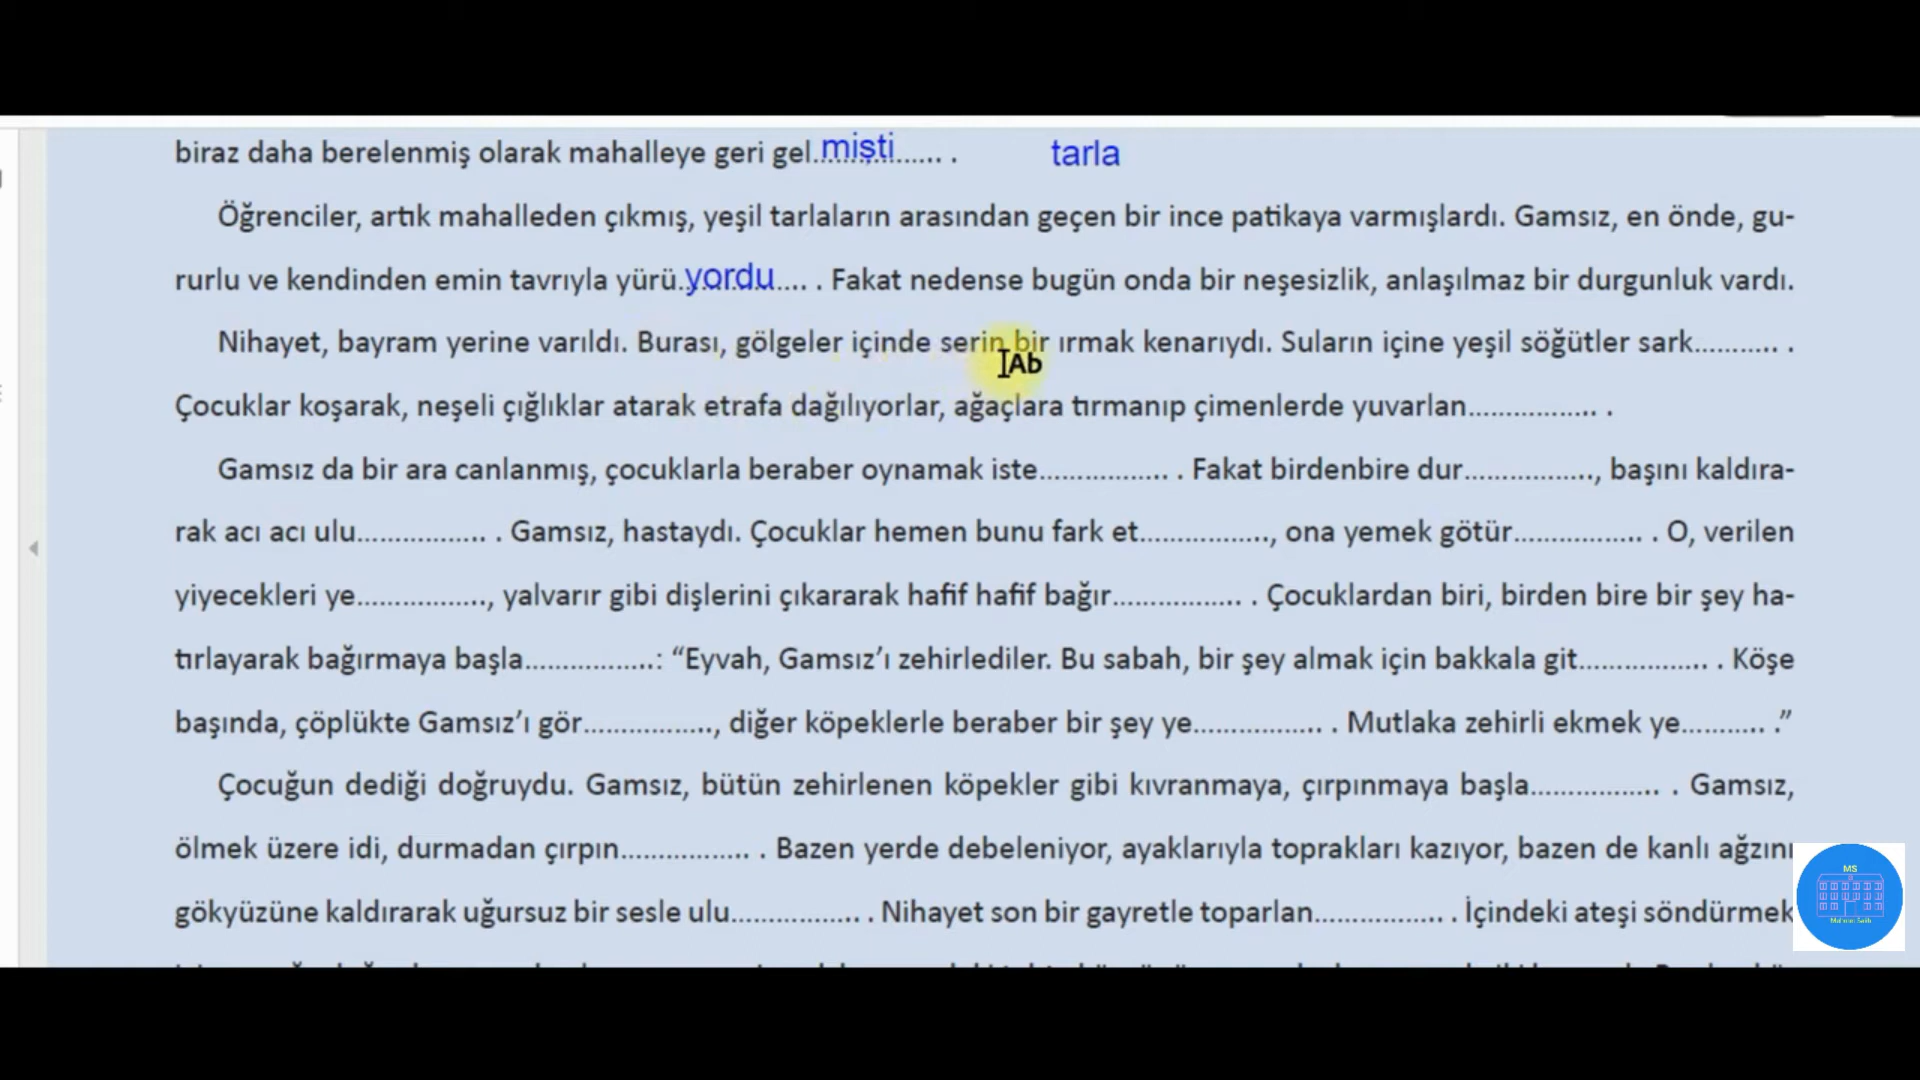 biraz daha berelenmiş olarak mahalleye geri gel.mişti...... . tarla
Öğrenciler, artık mahalleden çıkmış, yeşil tarlaların arasından geçen bir ince patikaya varmışlardı. Gamsız, en önde, gu-
rurlu ve kendinden emin tavrıyla yürü.yordu.... . Fakat nedense bugün onda bir neşesizlik, anlaşılmaz bir durgunluk vardı.
Nihayet, bayram yerine varıldı. Burası, gölgeler içinde serin bir ırmak kenarıydı. Suların içine yeşil söğütler sark........... .
Ab
Çocuklar koşarak, neşeli çığlıklar atarak etrafa dağılıyorlar, ağaçlara tırmanıp çimenlerde yuvarlan................. .
Gamsız da bir ara canlanmış, çocuklarla beraber oynamak iste................. . Fakat birdenbire dur................., başını kaldıra-
rak acı acı ulu................. . Gamsız, hastaydı. Çocuklar hemen bunu fark et................., ona yemek götür................. . O, verilen
yiyecekleri ye................., yalvarır gibi dişlerini çıkararak hafif hafif bağır................. . Çocuklardan biri, birden bire bir şey ha-
tırlayarak bağırmaya başla.................: “Eyvah, Gamsız’ı zehirlediler. Bu sabah, bir şey almak için bakkala git................. . Köşe
başında, çöplükte Gamsız’ı gör................., diğer köpeklerle beraber bir şey ye................. . Mutlaka zehirli ekmek ye........... .”
Çocuğun dediği doğruydu. Gamsız, bütün zehirlenen köpekler gibi kıvranmaya, çırpınmaya başla................. . Gamsız,
ölmek üzere idi, durmadan çırpın................. . Bazen yerde debeleniyor, ayaklarıyla toprakları kazıyor, bazen de kanlı ağzını
gökyüzüne kaldırarak uğursuz bir sesle ulu................. . Nihayet son bir gayretle toparlan................. . İçindeki ateşi söndürmek
MS